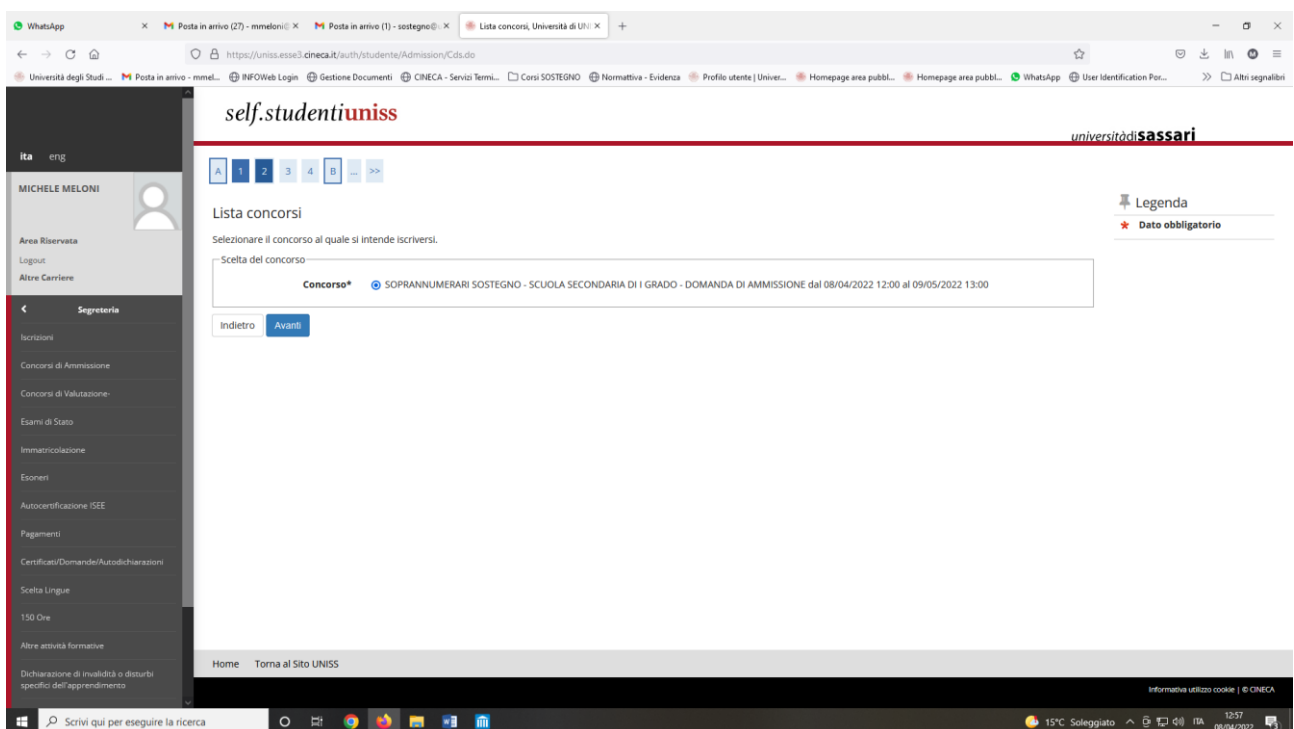 WhatsApp
Posta in arrivo (27) - mmeloni@
Posta in arrivo (1) - sostegno@
Lista concorsi, Università di UNI
https://uniss.esse3.cineca.it/auth/studente/Admission/Cds.do
Università degli Studi ...
Posta in arrivo - mmel...
INFOWeb Login
Gestione Documenti
CINECA - Servizi Termi...
Corsi SOSTEGNO
Normattiva - Evidenza
Profilo utente | Univer...
Homepage area pubbl...
Homepage area pubbl...
WhatsApp
User Identification Por...
Altri segnalibri
self.studentiuniss
universitàdisassari
ita eng
MICHELE MELONI
Area Riservata
Logout
Altre Carriere
Segreteria
Iscrizioni
Concorsi di Ammissione
Concorsi di Valutazione-
Esami di Stato
Immatricolazione
Esoneri
Autocertificazione ISEE
Pagamenti
Certificati/Domande/Autodichiarazioni
Scelta Lingue
150 Ore
Altre attività formative
Dichiarazione di invalidità o disturbi
specifici dell'apprendimento
A 1 2 3 4 B ... >>
Lista concorsi
Selezionare il concorso al quale si intende iscriversi.
Scelta del concorso
Concorso* SOPRANNUMERARI SOSTEGNO - SCUOLA SECONDARIA DI I GRADO - DOMANDA DI AMMISSIONE dal 08/04/2022 12:00 al 09/05/2022 13:00
Indietro Avanti
Legenda
* Dato obbligatorio
Home Torna al Sito UNISS
Informativa utilizzo cookie | © CINECA
Scrivi qui per eseguire la ricerca
15°C Soleggiato
ITA
12:57
08/04/2022